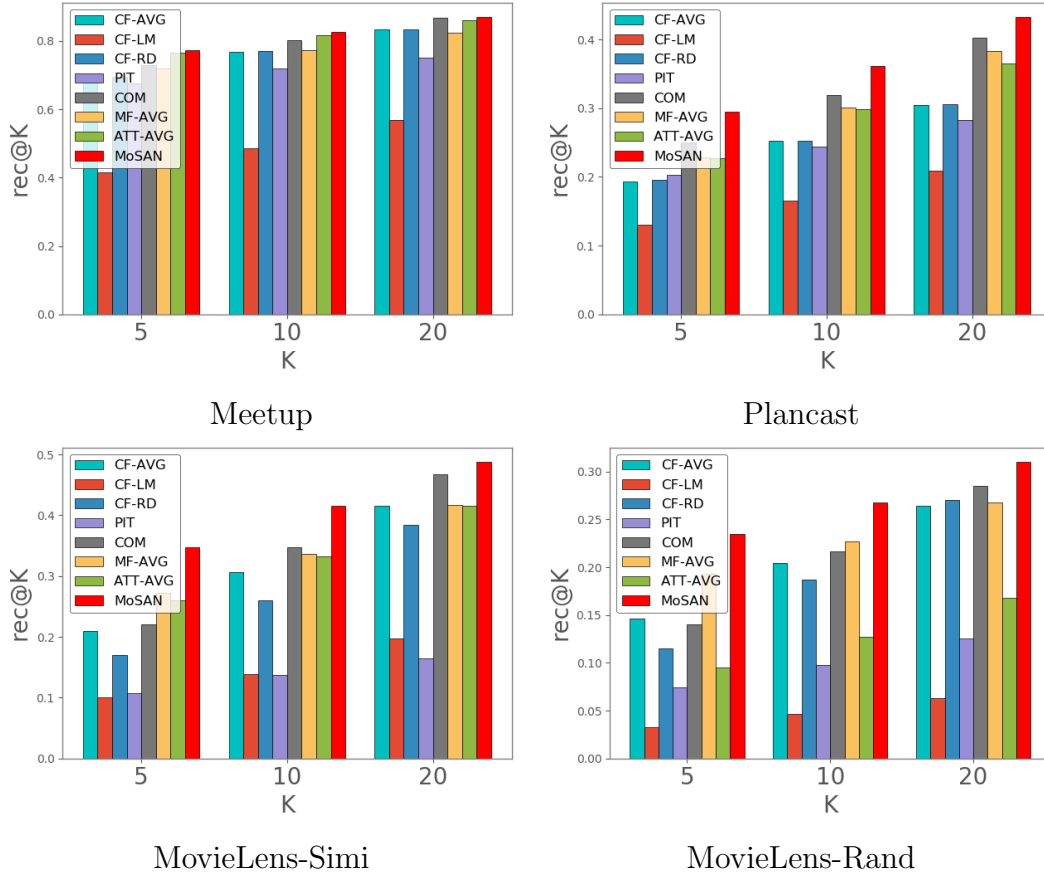 CF-AVG
CF-LM
CF-RD
PIT
COM
MF-AVG
ATT-AVG
MoSAN
rec@K
0.8
0.6
0.4
0.2
0.0
5 10 20
K
Meetup
CF-AVG
CF-LM
CF-RD
PIT
COM
MF-AVG
ATT-AVG
MoSAN
rec@K
0.4
0.3
0.2
0.1
0.0
5 10 20
K
Plancast
CF-AVG
CF-LM
CF-RD
PIT
COM
MF-AVG
ATT-AVG
MoSAN
rec@K
0.5
0.4
0.3
0.2
0.1
0.0
5 10 20
K
MovieLens-Simi
CF-AVG
CF-LM
CF-RD
PIT
COM
MF-AVG
ATT-AVG
MoSAN
rec@K
0.30
0.25
0.20
0.15
0.10
0.05
0.00
5 10 20
K
MovieLens-Rand